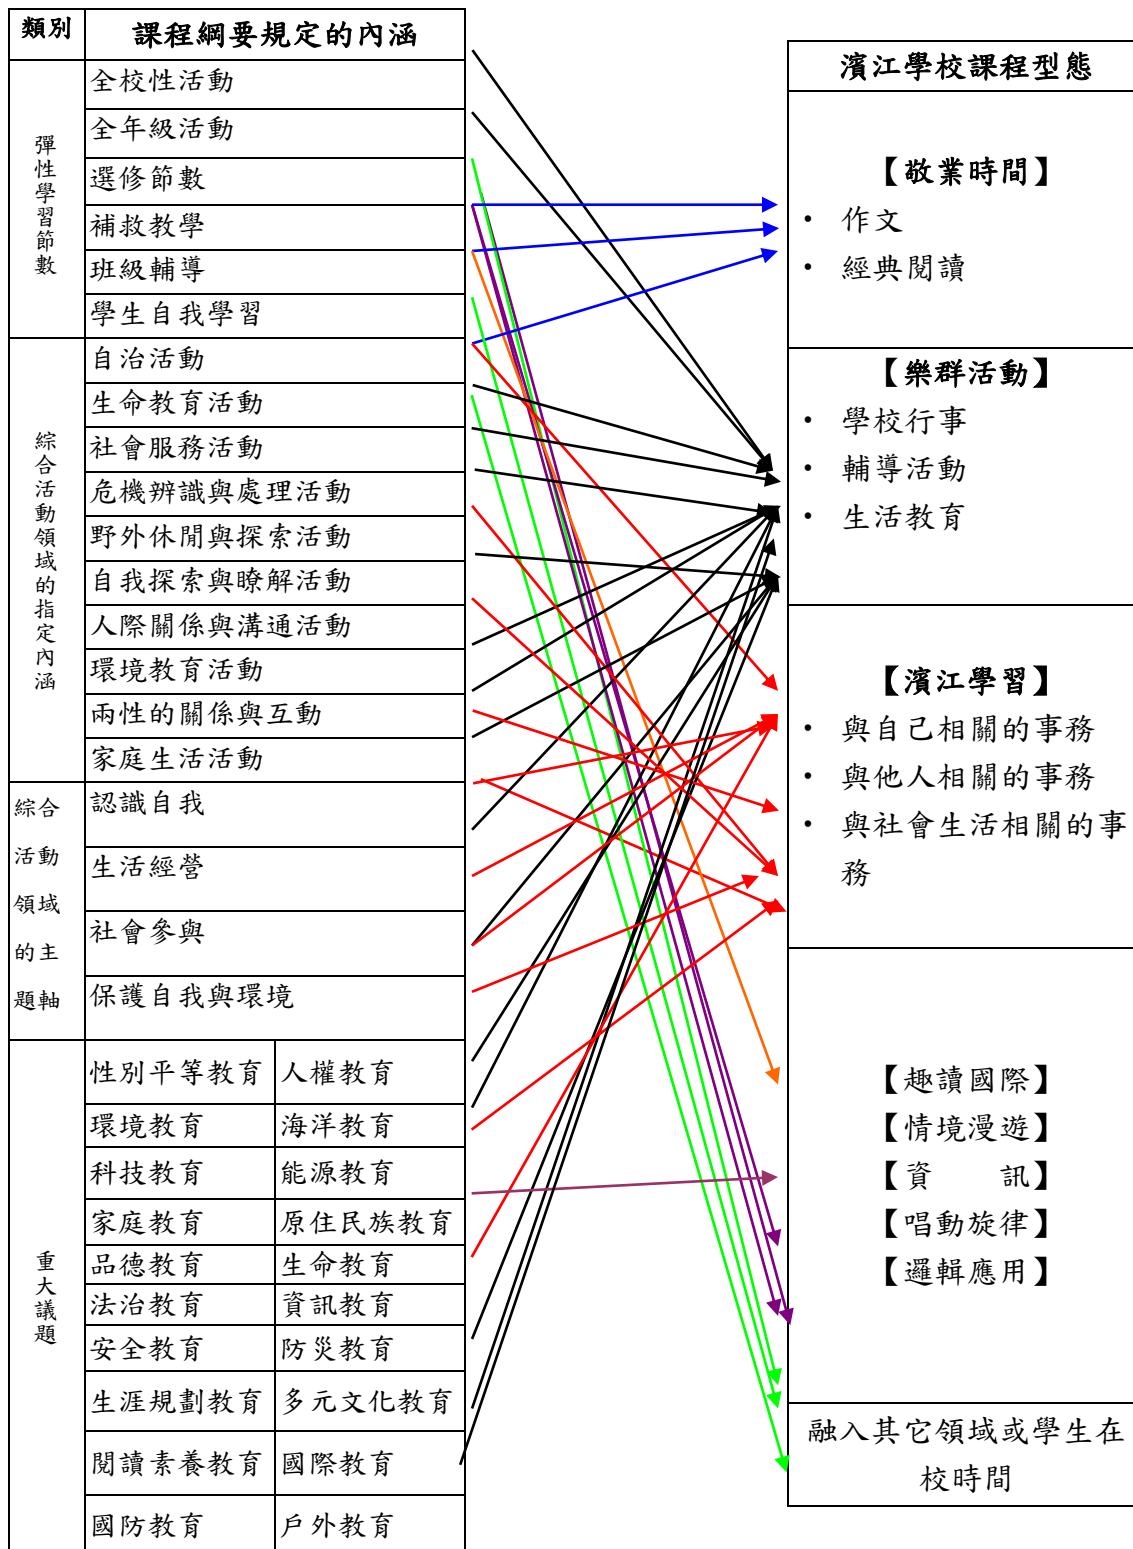 類別 課程綱要規定的內涵
彈性學習節數
全校性活動
全年級活動
選修節數
補救教學
班級輔導
學生自我學習
綜合活動領域的指定內涵
自治活動
生命教育活動
社會服務活動
危機辨識與處理活動
野外休閒與探索活動
自我探索與瞭解活動
人際關係與溝通活動
環境教育活動
兩性的關係與互動
家庭生活活動
綜合
活動
領域
的主
題軸
認識自我
生活經營
社會參與
保護自我與環境
重大議題
性別平等教育 人權教育
環境教育 海洋教育
科技教育 能源教育
家庭教育 原住民族教育
品德教育 生命教育
法治教育 資訊教育
安全教育 防災教育
生涯規劃教育 多元文化教育
閱讀素養教育 國際教育
國防教育 戶外教育
濱江學校課程型態
【敬業時間】
• 作文
• 經典閱讀
【樂群活動】
• 學校行事
• 輔導活動
• 生活教育
【濱江學習】
• 與自己相關的事務
• 與他人相關的事務
• 與社會生活相關的事
務
【趣讀國際】
【情境漫遊】
【資 訊】
【唱動旋律】
【邏輯應用】
融入其它領域或學生在
校時間